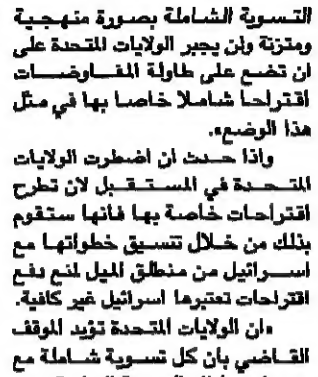 التسوية الشاملة بصورة منهجية
ومتزنة ولن يجبر الولايات المتحدة على
ان تضع على طاولة المفاوضات
اقتراحا شاملا خاصا بها في مثل
هذا الوضع».
واذا حدث ان اضطرت الولايات
المتحدة في المستقبل لان تطرح
اقتراحات خاصة بها فانها ستقوم
بذلك من خلال تنسيق خطواتها مع
اسرائيل من منطلق الميل لمنع دفع
اقتراحات تعتبرها اسرائيل غير كافية.
«ان الولايات المتحدة تؤيد الموقف
القاضي بان كل تسوية شاملة مع